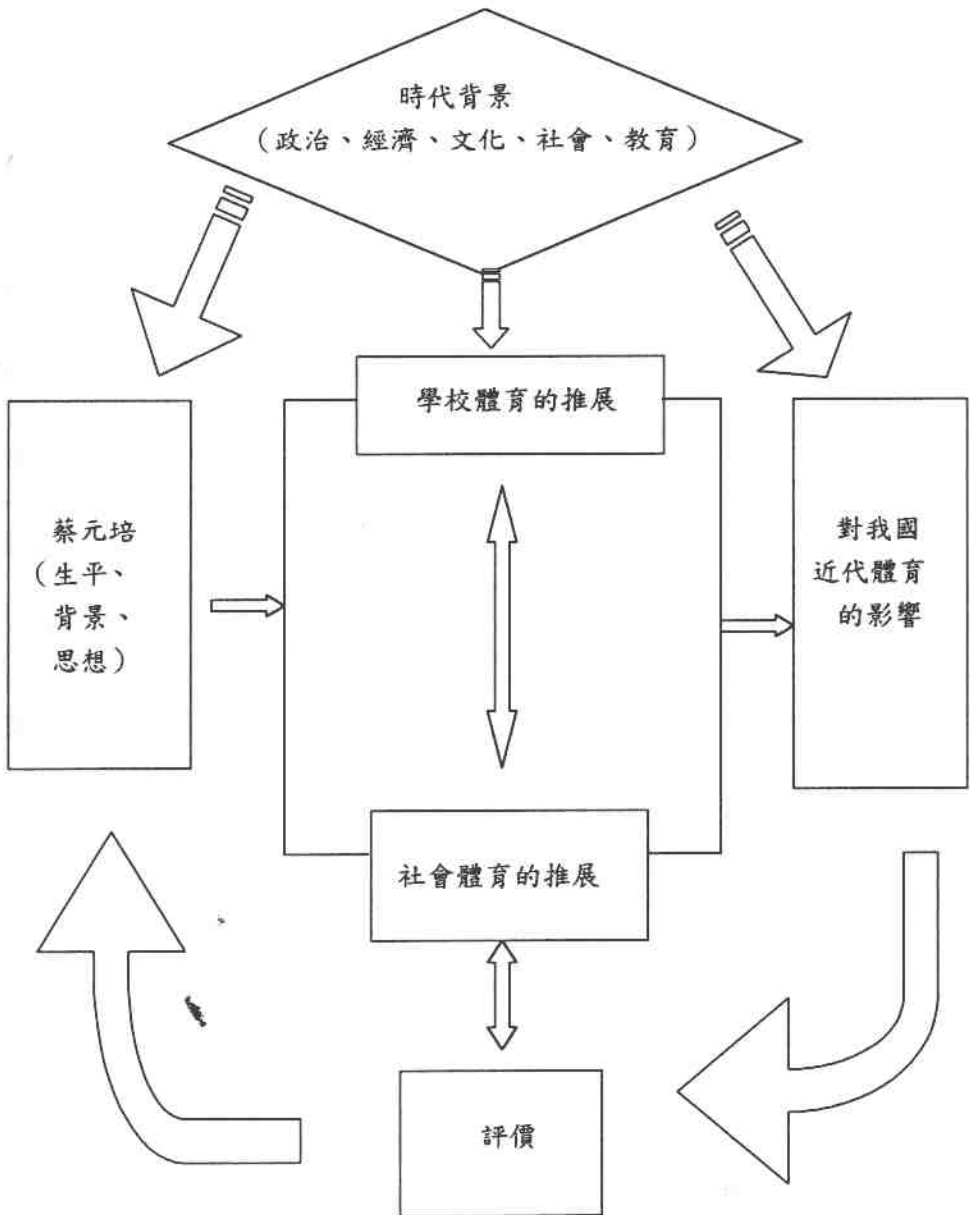 時代背景
（政治、經濟、文化、社會、教育）
學校體育的推展
蔡元培
（生平、
背景、
思想）
對我國
近代體育
的影響
社會體育的推展
評價